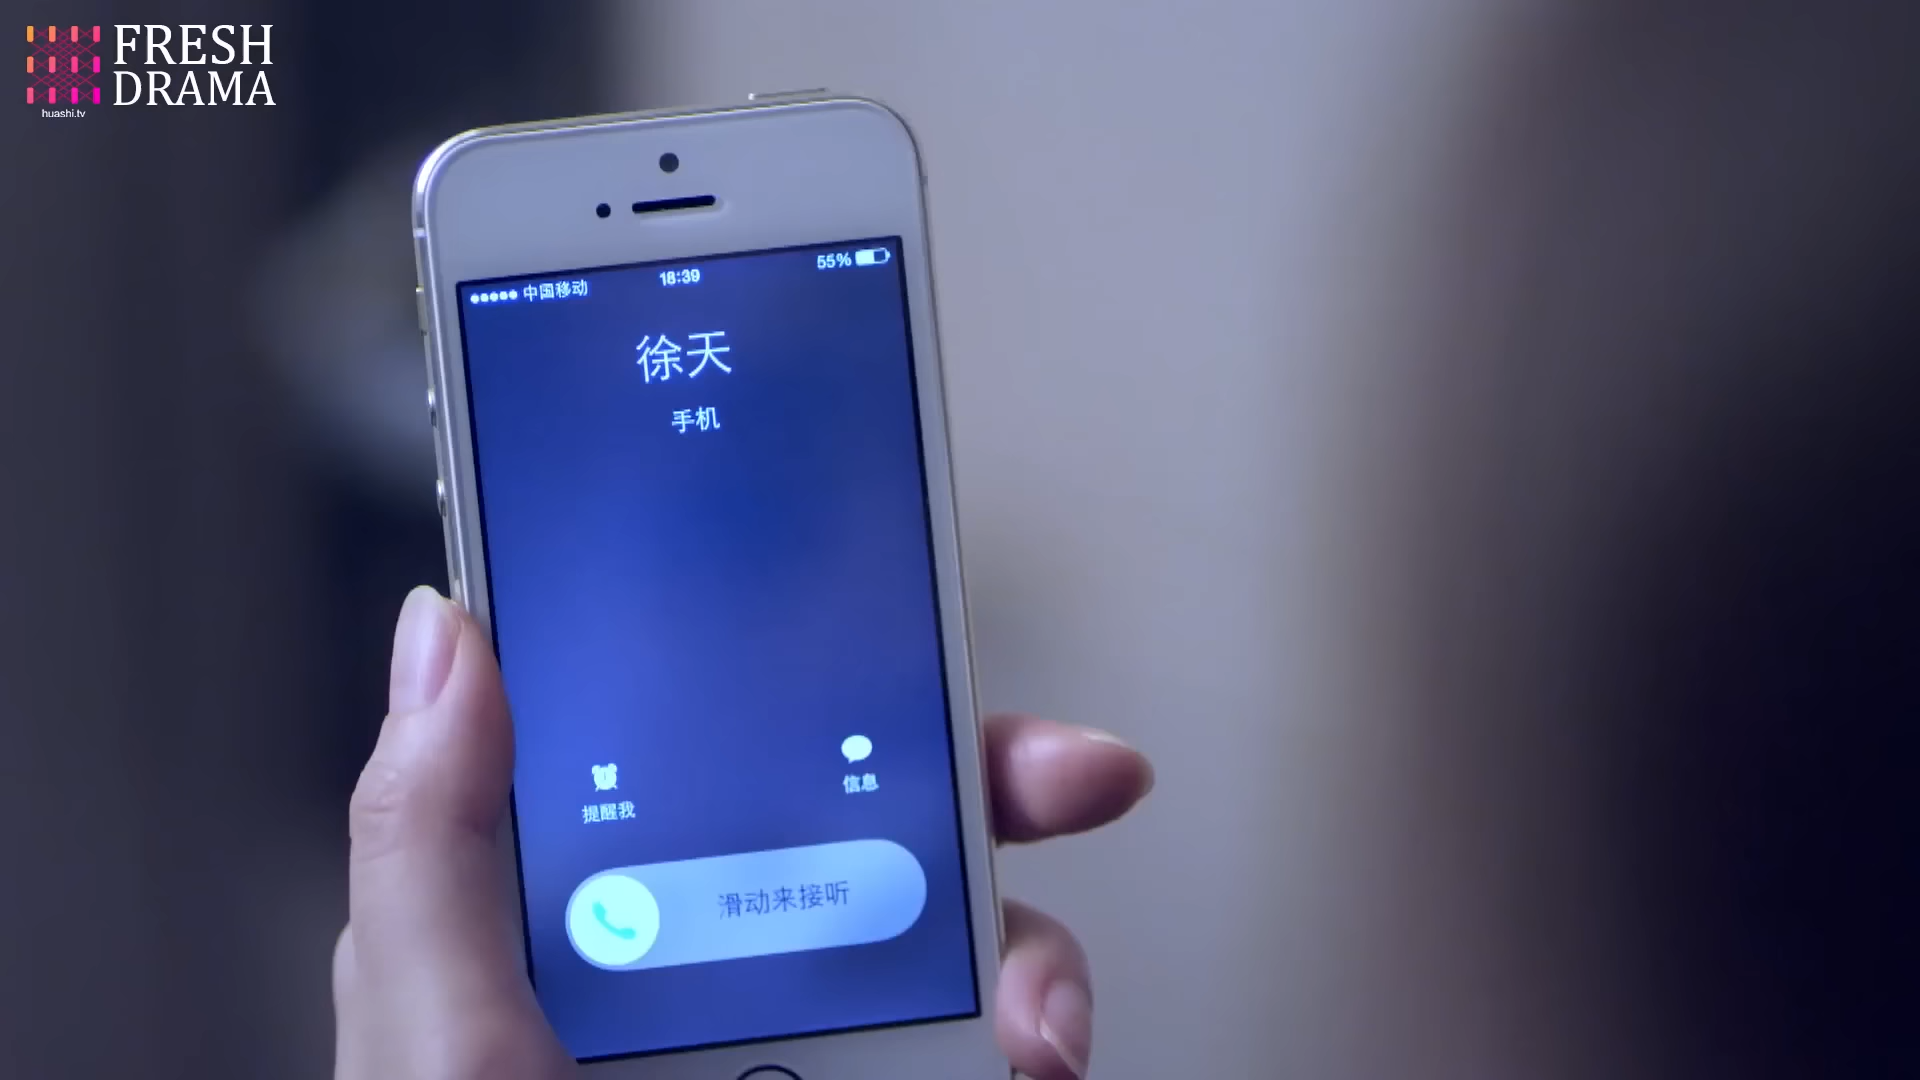 FRESH
DRAMA
huashi.tv
中国移动 18:39 55%
徐天
手机
提醒我 信息
滑动来接听